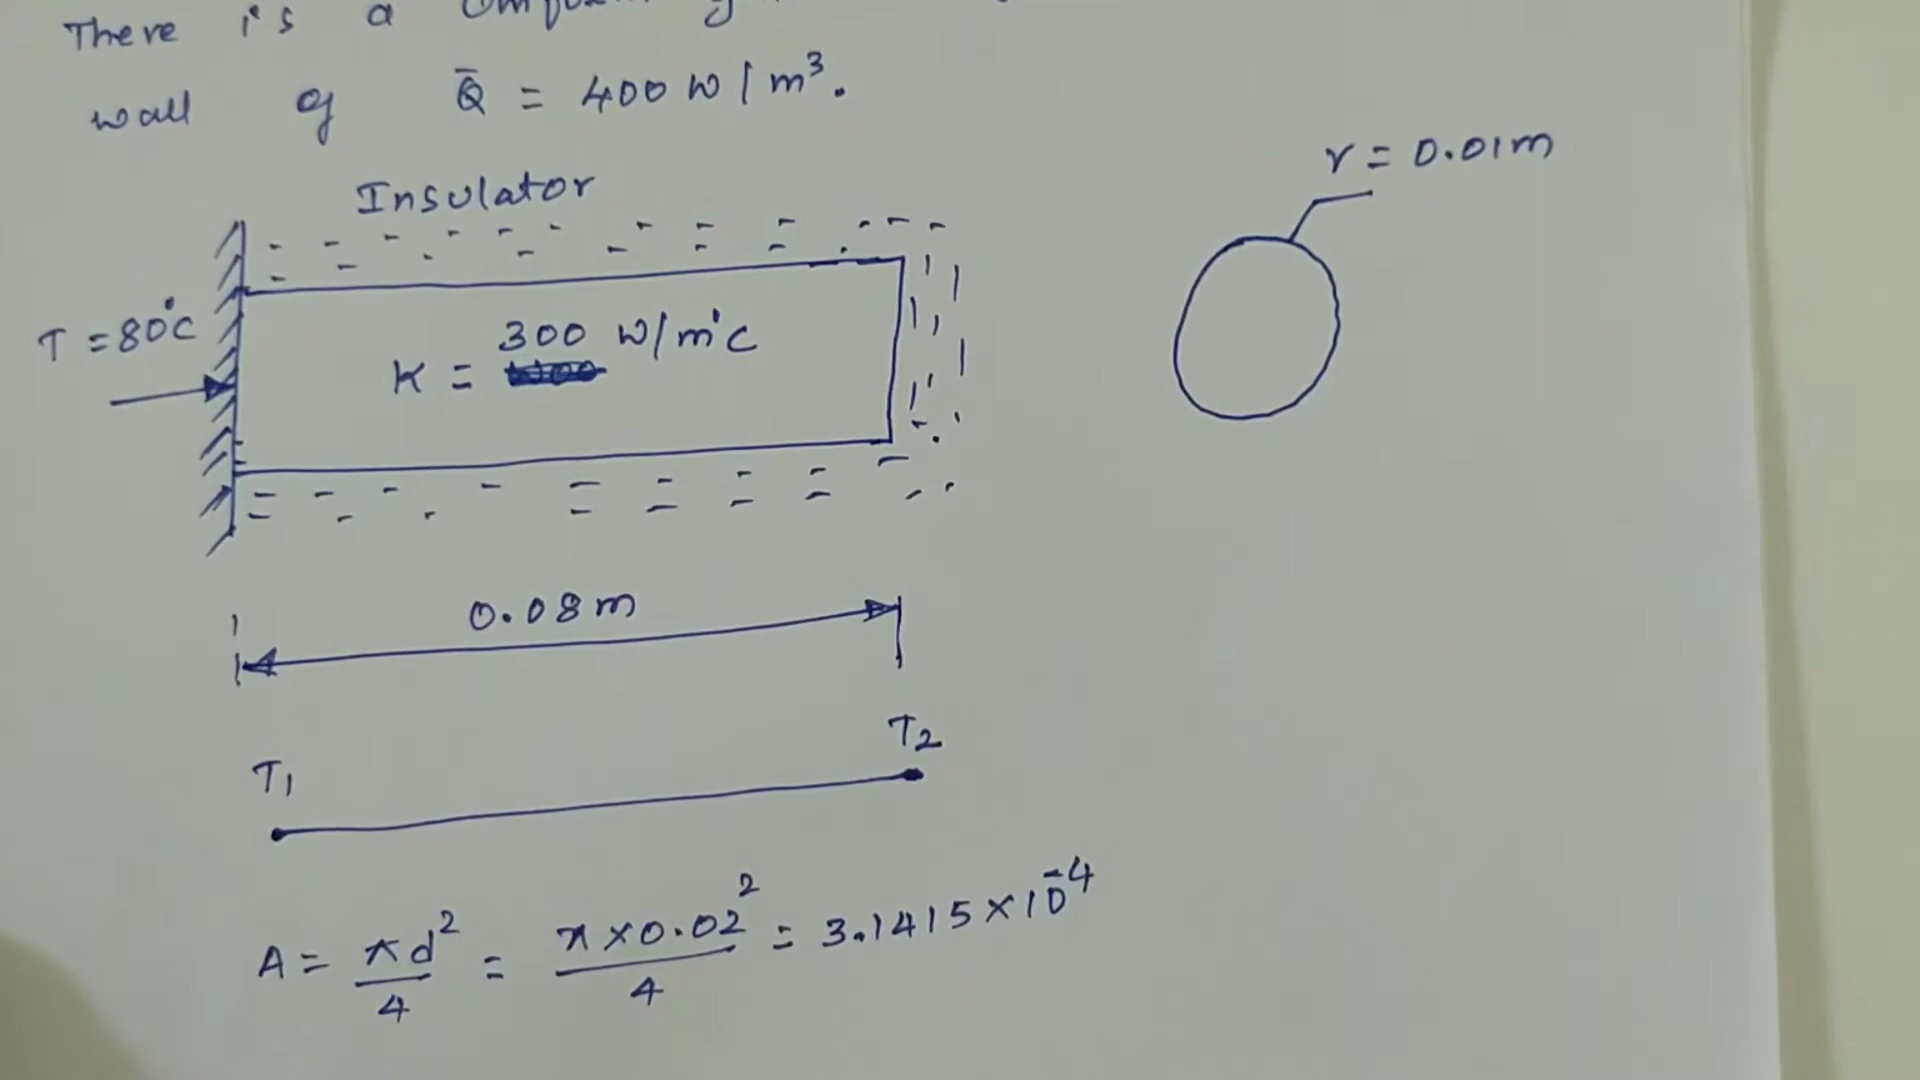 There is a
wall of Q̄ = 400 W/m³.
r = 0.01m
Insulator
T = 80°C
300 W/m°C
K =
0.08m
T₂
T₁
A = πd²/4 = π×0.02²/4 = 3.1415×10⁻⁴